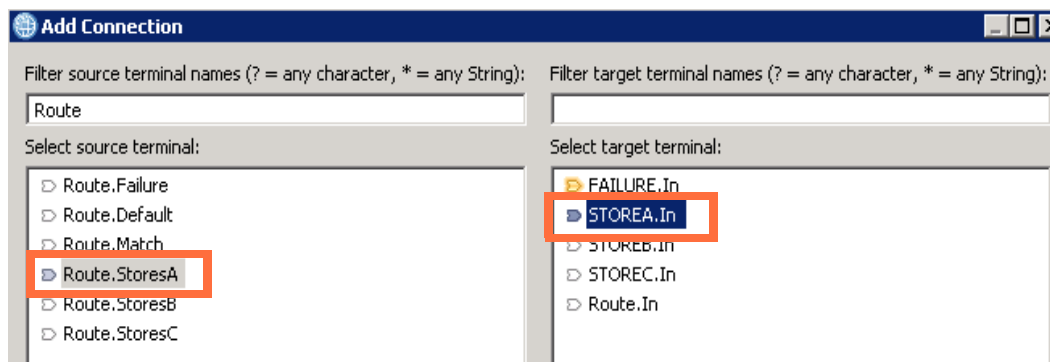 Add Connection
Filter source terminal names (? = any character, * = any String):
Route
Select source terminal:
Route.Failure
Route.Default
Route.Match
Route.StoresA
Route.StoresB
Route.StoresC
Filter target terminal names (? = any character, * = any String):
Select target terminal:
FAILURE.In
STOREA.In
STOREB.In
STOREC.In
Route.In